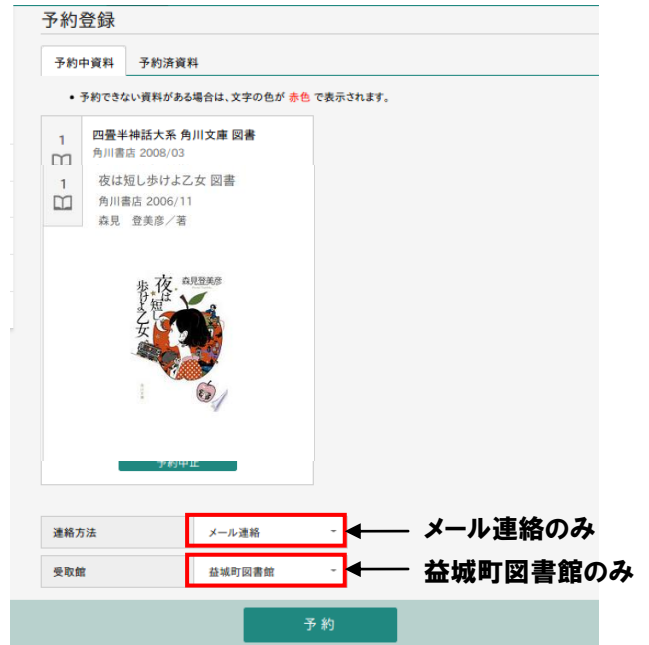 予約登録
予約中資料 予約済資料
• 予約できない資料がある場合は、文字の色が 赤色 で表示されます。
1
四畳半神話大系 角川文庫 図書
角川書店 2008/03
1
夜は短し歩けよ乙女 図書
角川書店 2006/11
森見 登美彦／著
夜は短し
歩けよ乙女
森見登美彦
予約中止
連絡方法 メール連絡 メール連絡のみ
受取館 益城町図書館 益城町図書館のみ
予約